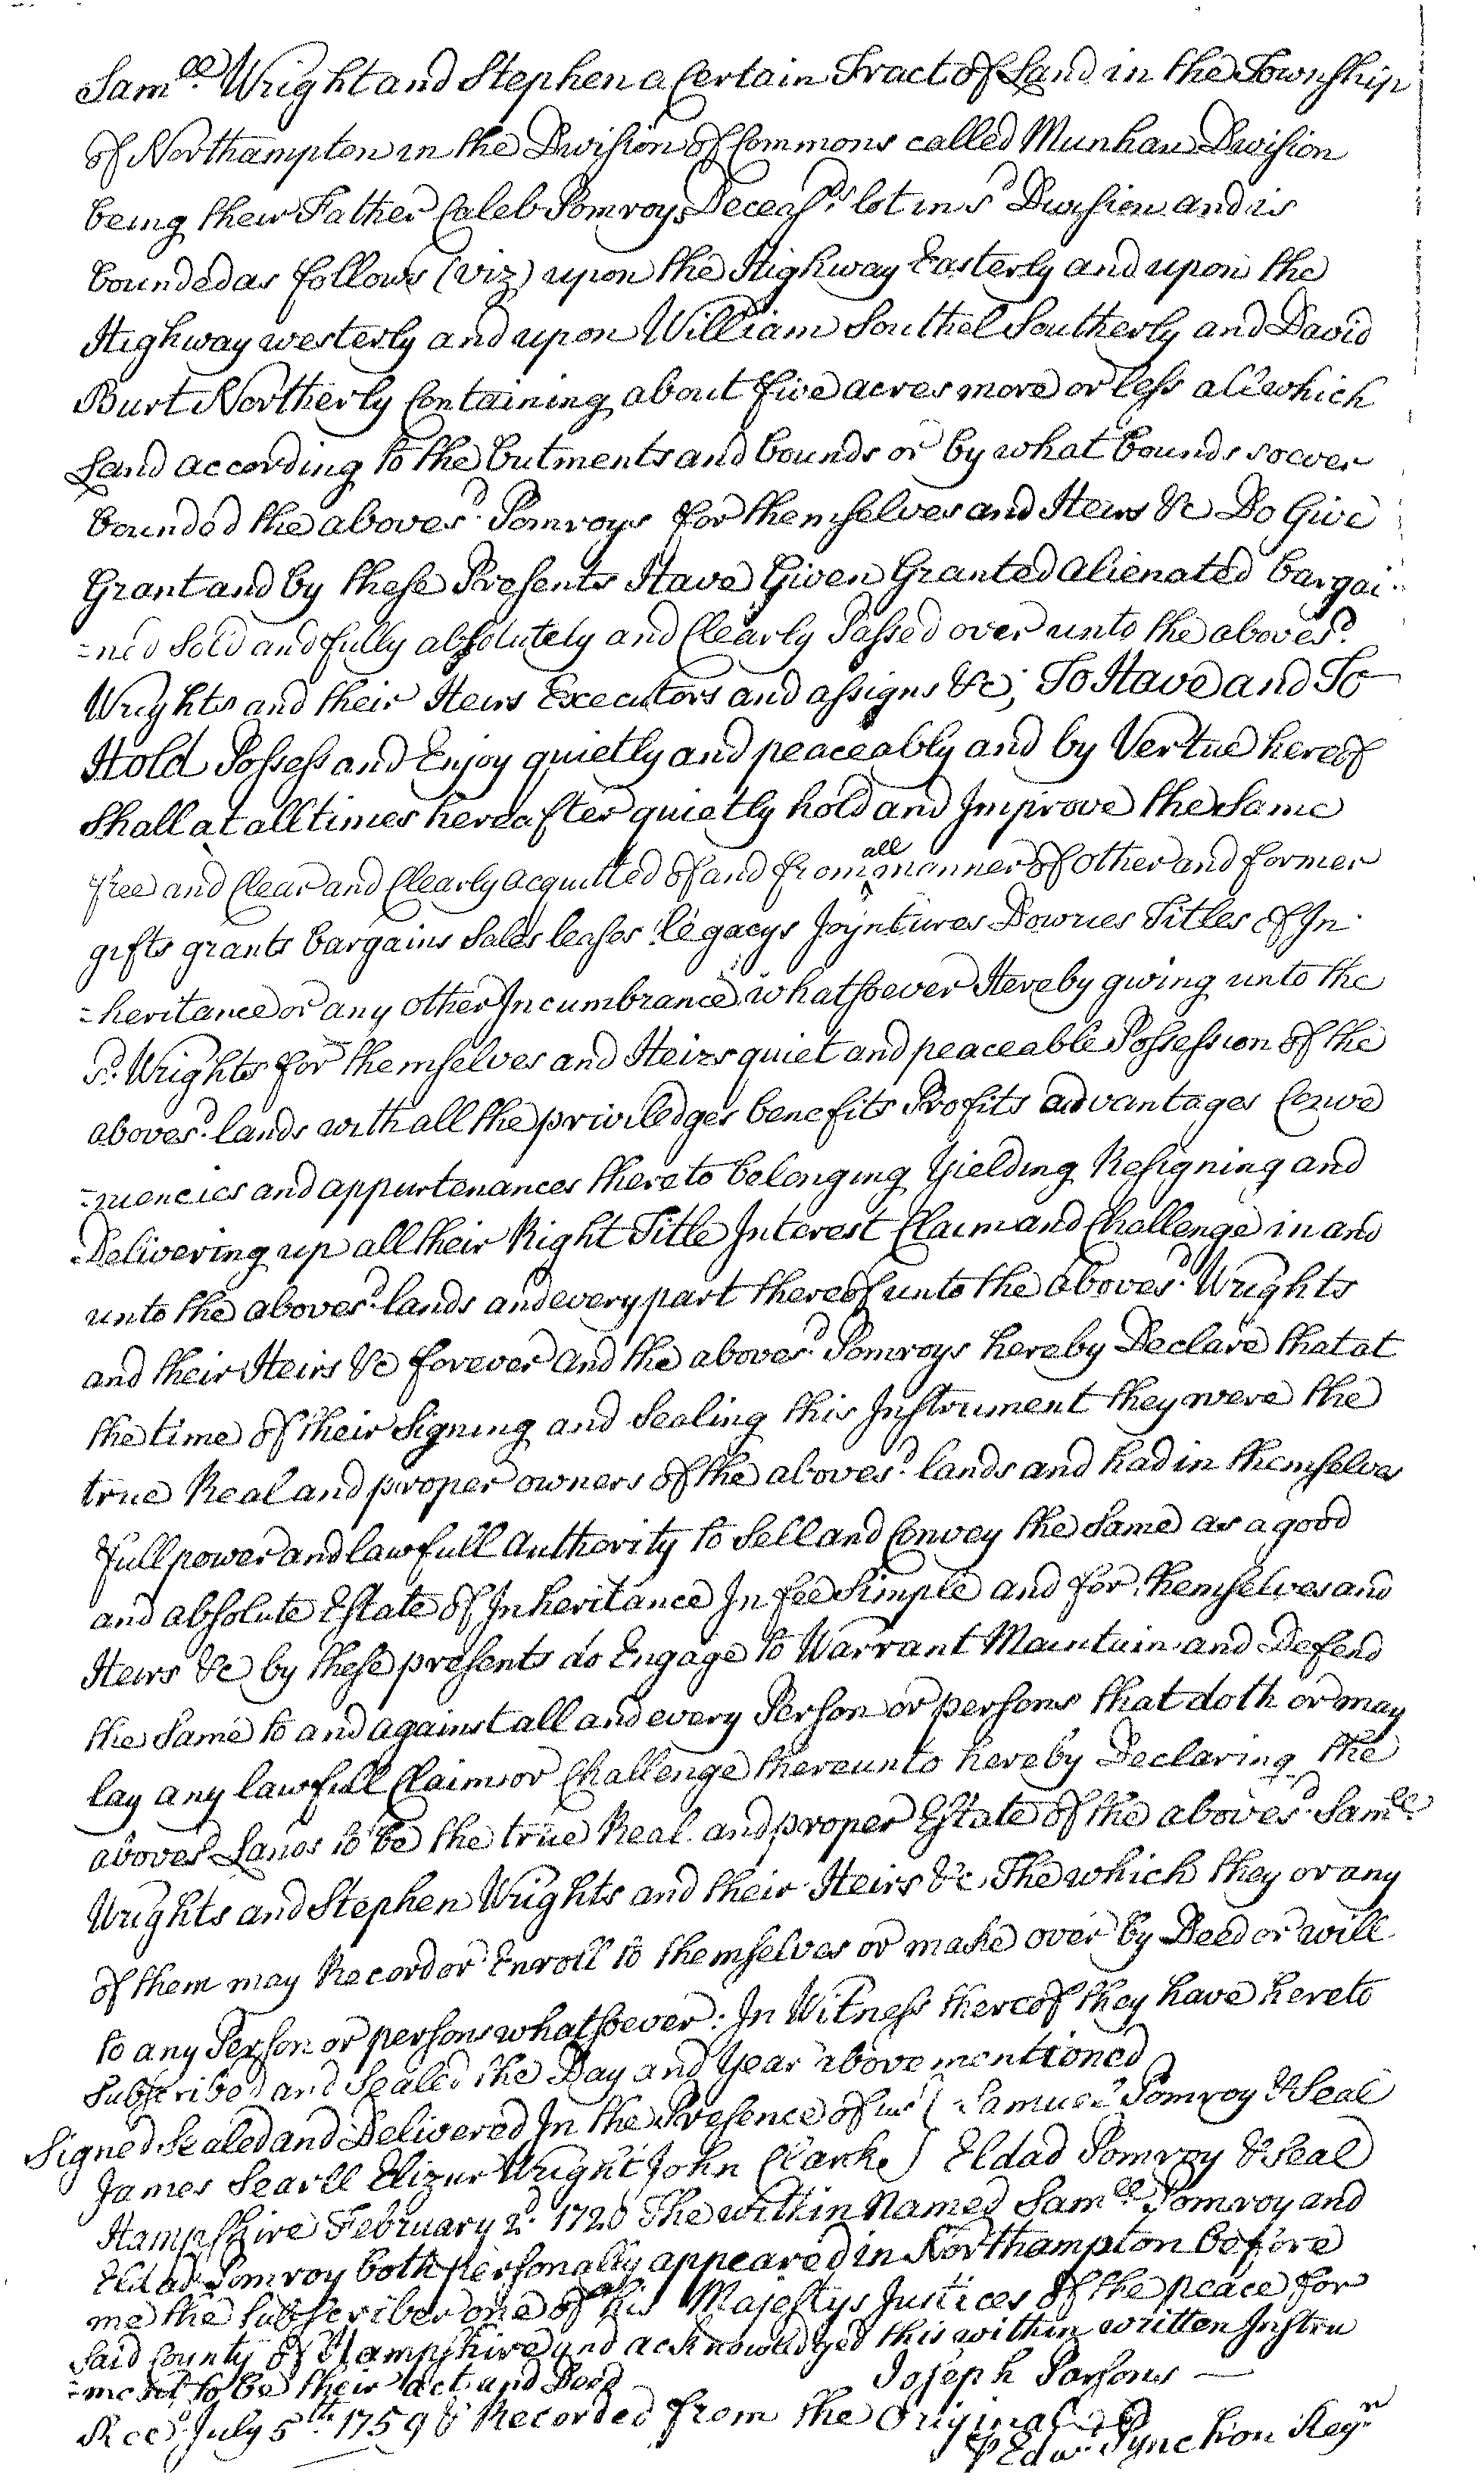 Sam.ll Wright and Stephen a Certain Tract of Land in the Township
of Northampton in the Division of Commons called Munhan Division
being their Father Caleb Pomroys Deceas.d lot in s.d Division and is
bounded as follows (viz) upon the Highway Easterly and upon the
Highway westerly and upon William Southel Southerly and David
Burt Northerly Containing about five acres more or less all which
Land according to the butments and bounds or by what bounds soever
bounded the aboves.d Pomroys for themselves and Heirs &c Do Give
Grant and by these Presents Have Given Granted alienated bargai-
=ned Sold and fully absolutely and Clearly Passed over unto the aboves.d
Wrights and their Heirs Executors and assigns &c; To Have and To
Hold Possess and Enjoy quietly and peaceably and by Vertue hereof
Shall at all times hereafter quietly hold and Improve the Same
free and Clear and Clearly acquitted of and from all manner of other and former
gifts grants bargains Sales leases legacys Joyntures Dowries Titles of In-
=heritance or any other Incumbrance whatsoever Hereby giving unto the
s.d Wrights for themselves and Heirs quiet and peaceable Possession of the
aboves.d lands with all the priviledges benefits Profits advantages Conve
=niencies and appurtenances thereto belonging Yielding Resigning and
Delivering up all their Right Title Interest Claim and Challenge in and
unto the aboves.d lands and every part thereof unto the aboves.d Wrights
and their Heirs &c forever and the aboves.d Pomroys hereby Declare that at
the time of their Signing and Sealing this Instrument they were the
true Real and proper owners of the aboves.d lands and had in themselves
full power and lawfull Authority to Sell and Convey the Same as a good
and absolute Estate of Inheritance In fee Simple and for themselves and
Heirs &c by these presents do Engage to Warrant Maintain and Defend
the Same to and against all and every Person or persons that doth or may
lay any lawfull Claim or Challenge thereunto hereby Declaring the
aboves.d Lands to be the true Real and proper Estate of the aboves.d Sam.ll
Wrights and Stephen Wrights and their Heirs &c The which they or any
of them may Record or Enroll to themselves or make over by Deed or will
to any Person or persons whatsoever: In Witness thereof they have hereto
Subscribed and Sealed the Day and Year above mentioned
Signed Sealed and Delivered In the Presence of us { Samuel Pomroy & Seal
James Searll Elizur Wright John Clarke } Eldad Pomroy & Seal
Hampshire February 2.d 1720 The within Named Sam.ll Pomroy and
Eldad Pomroy both personally appeared in Northampton before
me the Subscriber one of his Majestys Justices of the peace for
Said County of Hampshire and acknowledged this within written Instru
=ment to be their act and Deed Joseph Parsons —
Rec.d July 5.th 1759 & Recorded from the Original
℘ Edw.d Pynchon Reg.r